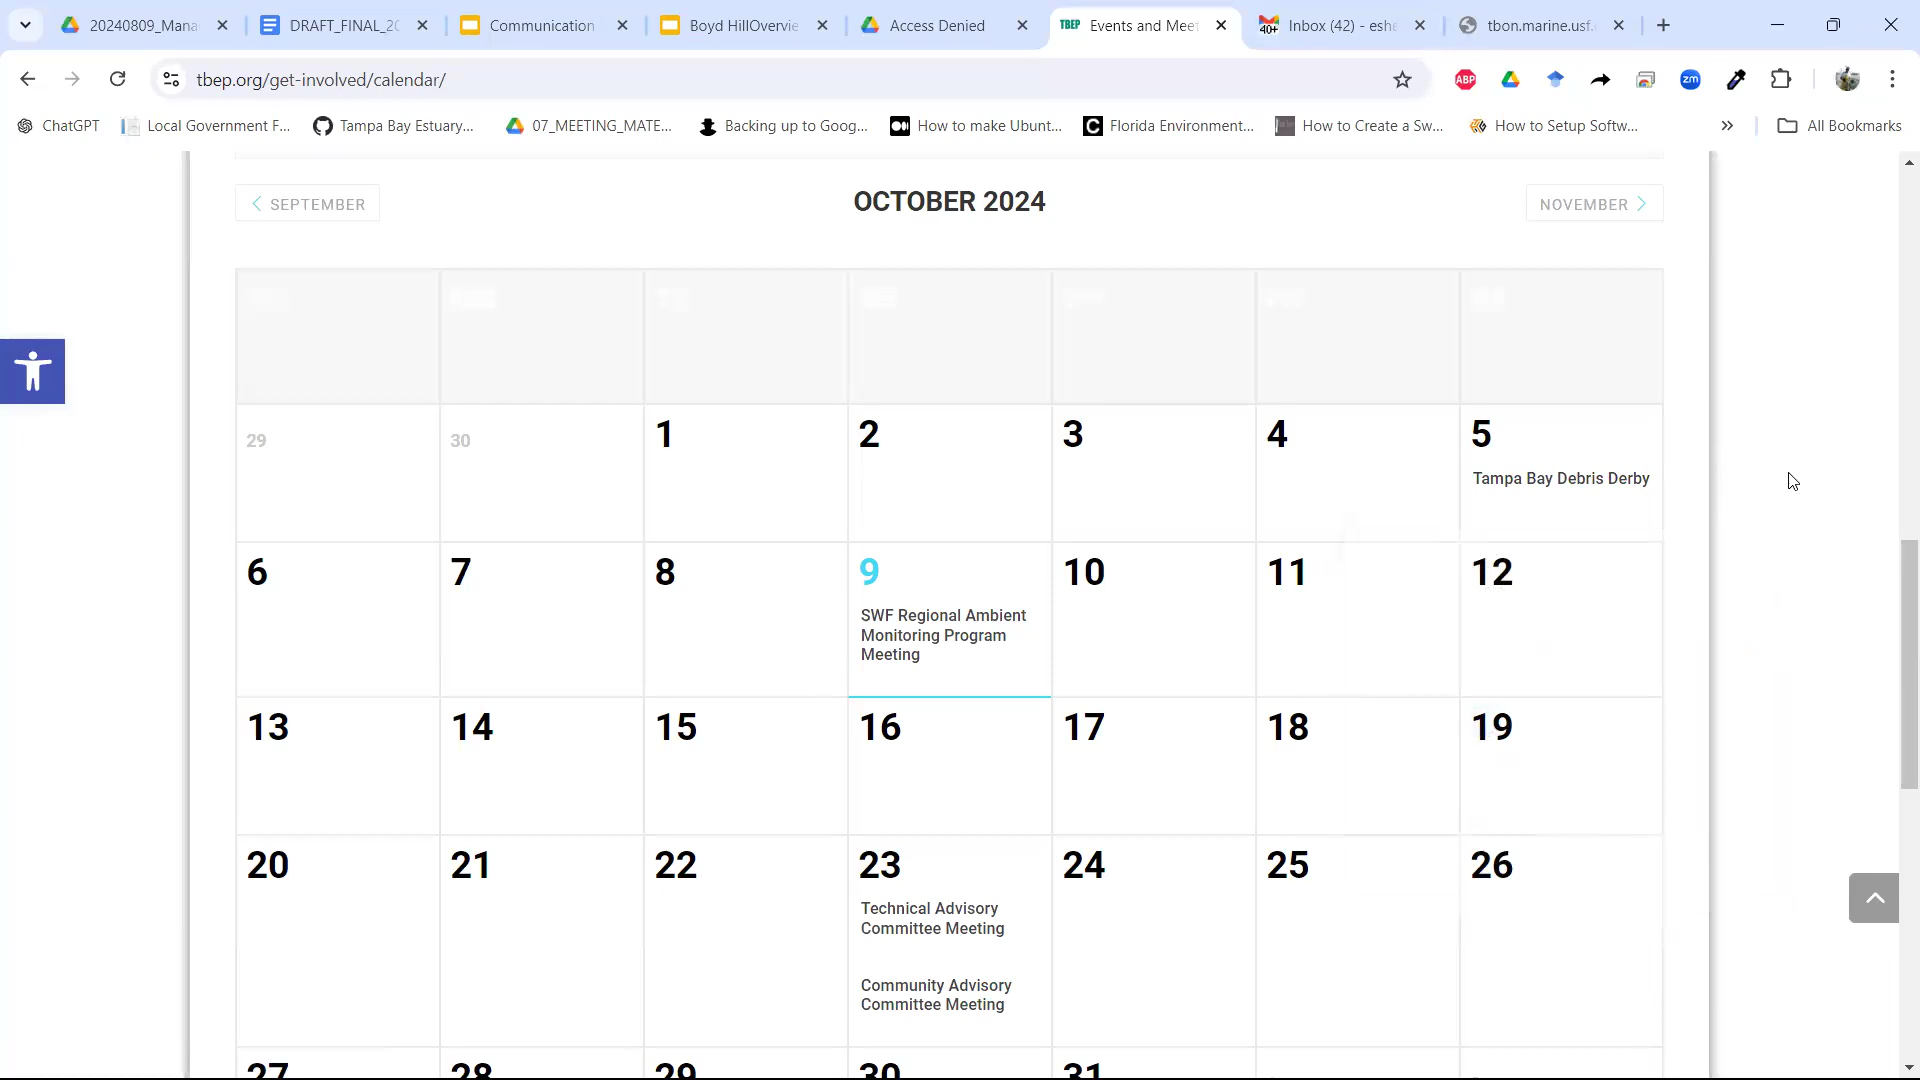 20240809_Mana
DRAFT_FINAL_20
Communication
Boyd HillOvervie
Access Denied
TBEP Events and Meet
40+ Inbox (42) - eshe
tbon.marine.usf.
tbep.org/get-involved/calendar/
ABP
zm
ChatGPT
Local Government F...
Tampa Bay Estuary...
07_MEETING_MATE...
Backing up to Goog...
How to make Ubunt...
Florida Environment...
How to Create a Sw...
How to Setup Softw...
All Bookmarks
SEPTEMBER
OCTOBER 2024
NOVEMBER
29
30
1
2
3
4
5
Tampa Bay Debris Derby
6
7
8
9
SWF Regional Ambient
Monitoring Program
Meeting
10
11
12
13
14
15
16
17
18
19
20
21
22
23
Technical Advisory
Committee Meeting
Community Advisory
Committee Meeting
24
25
26
27
28
29
30
31